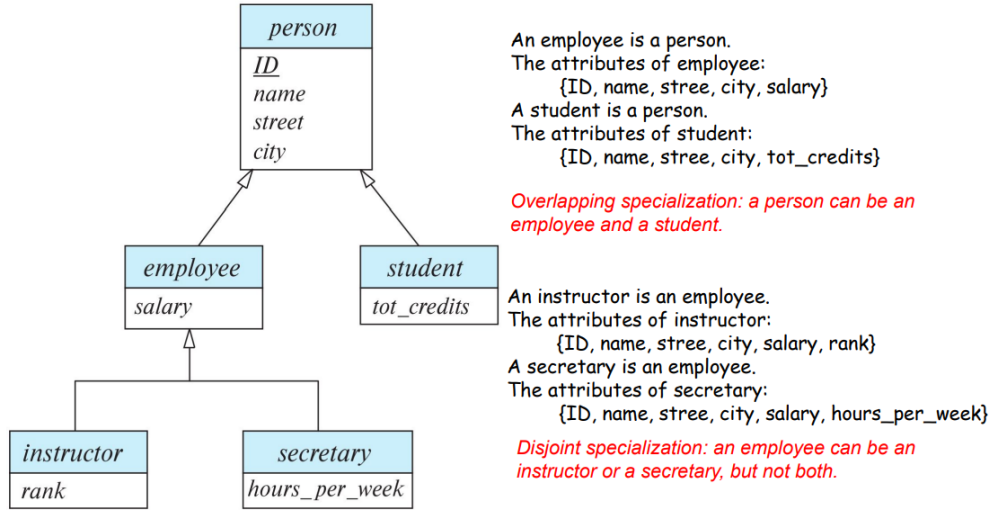 person
ID
name
street
city
employee
salary
student
tot_credits
instructor
rank
secretary
hours_per_week
An employee is a person.
The attributes of employee:
{ID, name, stree, city, salary}
A student is a person.
The attributes of student:
{ID, name, stree, city, tot_credits}
Overlapping specialization: a person can be an
employee and a student.
An instructor is an employee.
The attributes of instructor:
{ID, name, stree, city, salary, rank}
A secretary is an employee.
The attributes of secretary:
{ID, name, stree, city, salary, hours_per_week}
Disjoint specialization: an employee can be an
instructor or a secretary, but not both.